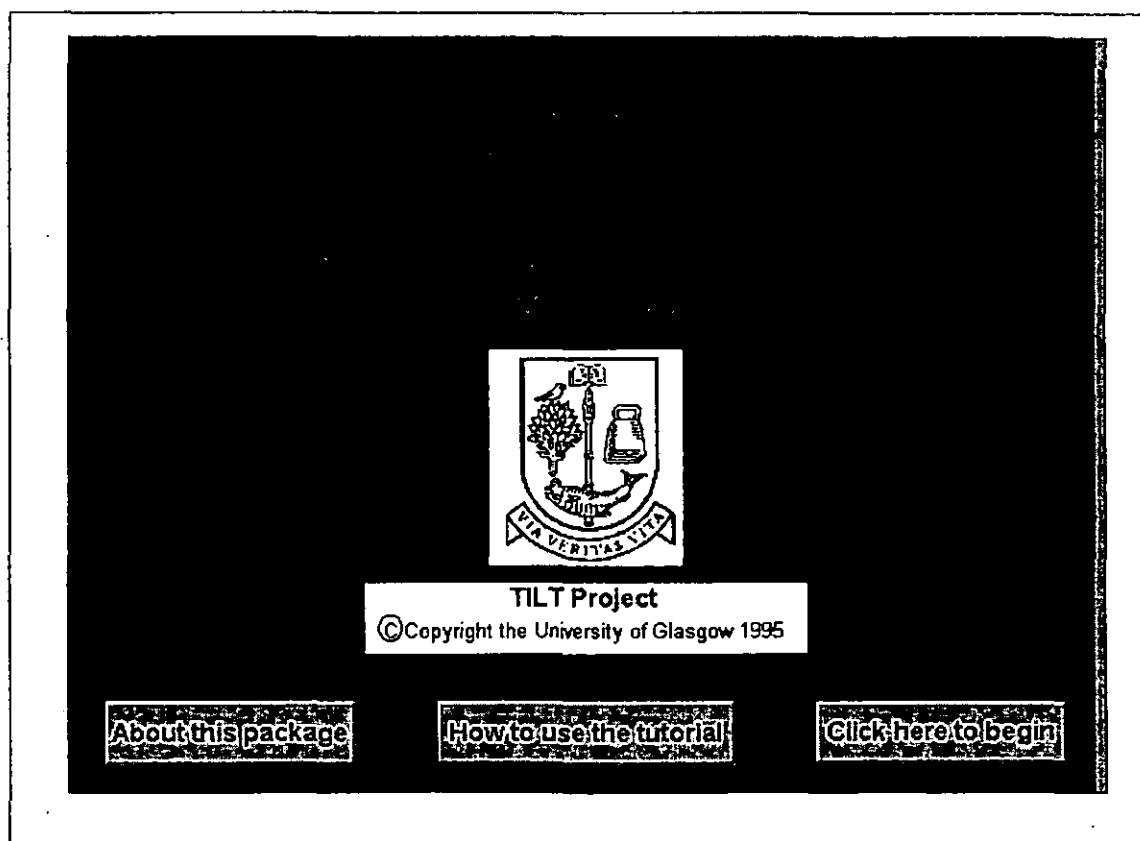 VIA VERITAS VITA
TILT Project
©Copyright the University of Glasgow 1995
About this package
How to use the tutorial
Click here to begin